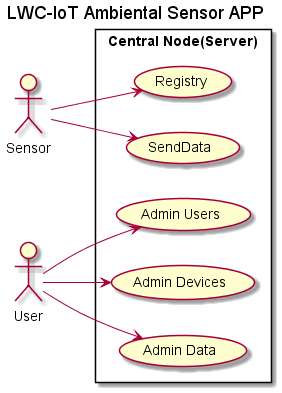 LWC-IoT Ambiental Sensor APP
Central Node(Server)
Registry
Sensor
SendData
Admin Users
User
Admin Devices
Admin Data